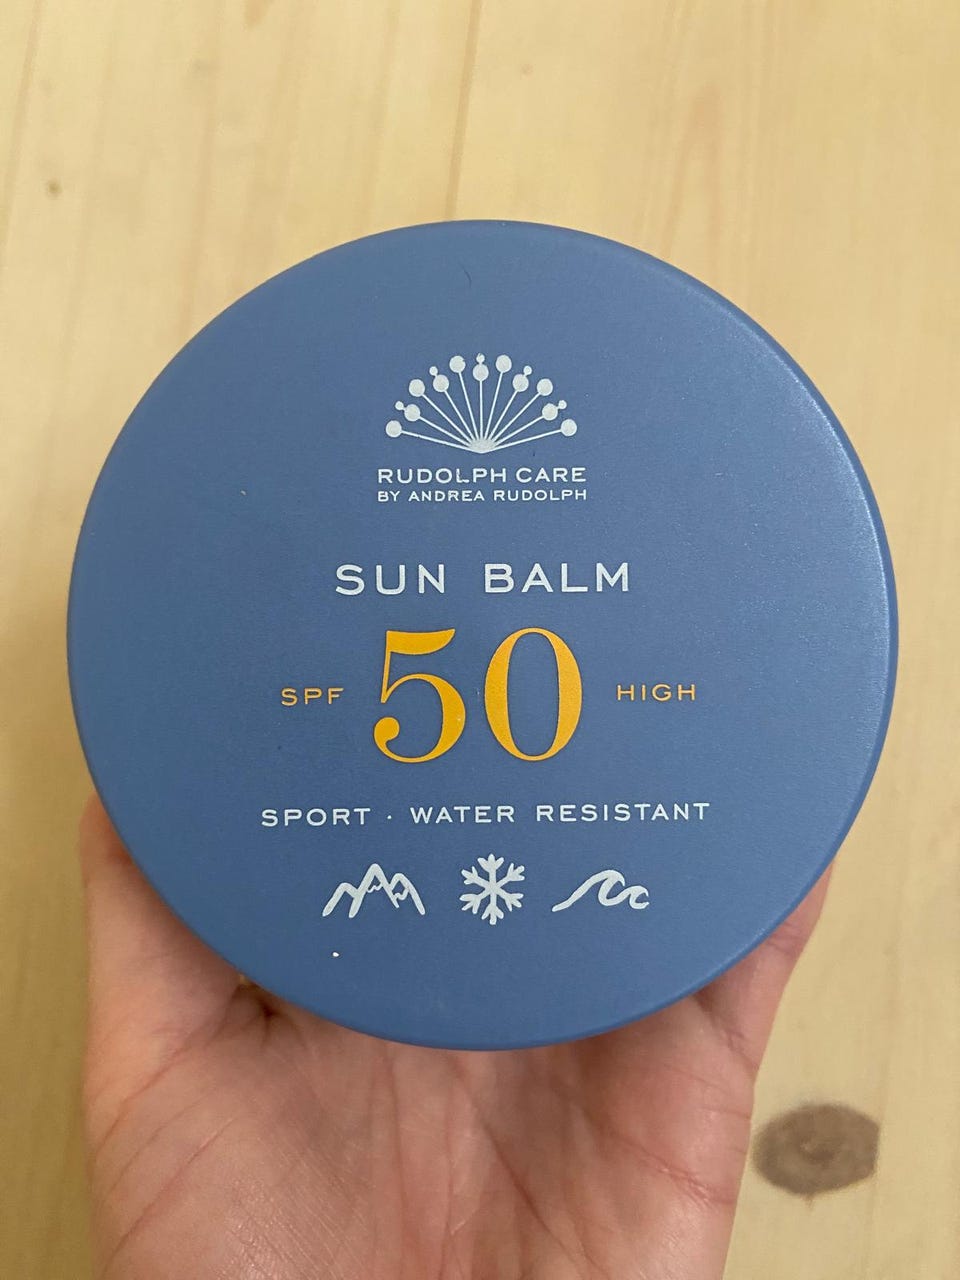 RUDOLPH CARE
BY ANDREA RUDOLPH
SUN BALM
SPF 50 HIGH
SPORT · WATER RESISTANT